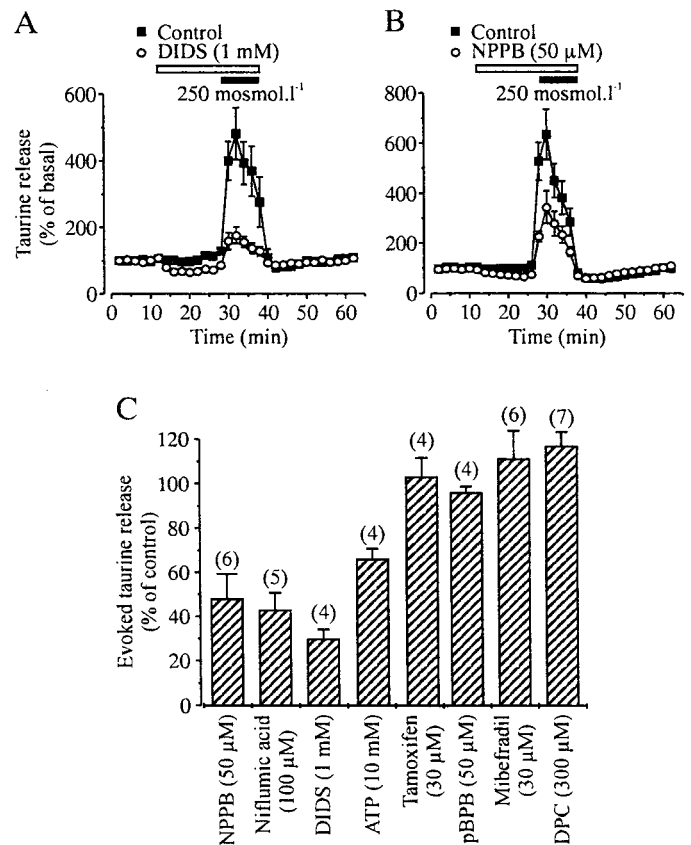 A
■ Control
○ DIDS (1 mM)
250 mosmol.l⁻¹
Taurine release
(% of basal)
600
400
200
0
0 10 20 30 40 50 60
Time (min)
B
■ Control
○ NPPB (50 µM)
250 mosmol.l⁻¹
800
600
400
200
0
0 10 20 30 40 50 60
Time (min)
C
Evoked taurine release
(% of control)
120
100
80
60
40
20
0
(6)
(5)
(4)
(4)
(4)
(4)
(6)
(7)
NPPB (50 µM)
Niflumic acid
(100 µM)
DIDS (1 mM)
ATP (10 mM)
Tamoxifen
(30 µM)
pBPB (50 µM)
Mibefradil
(30 µM)
DPC (300 µM)